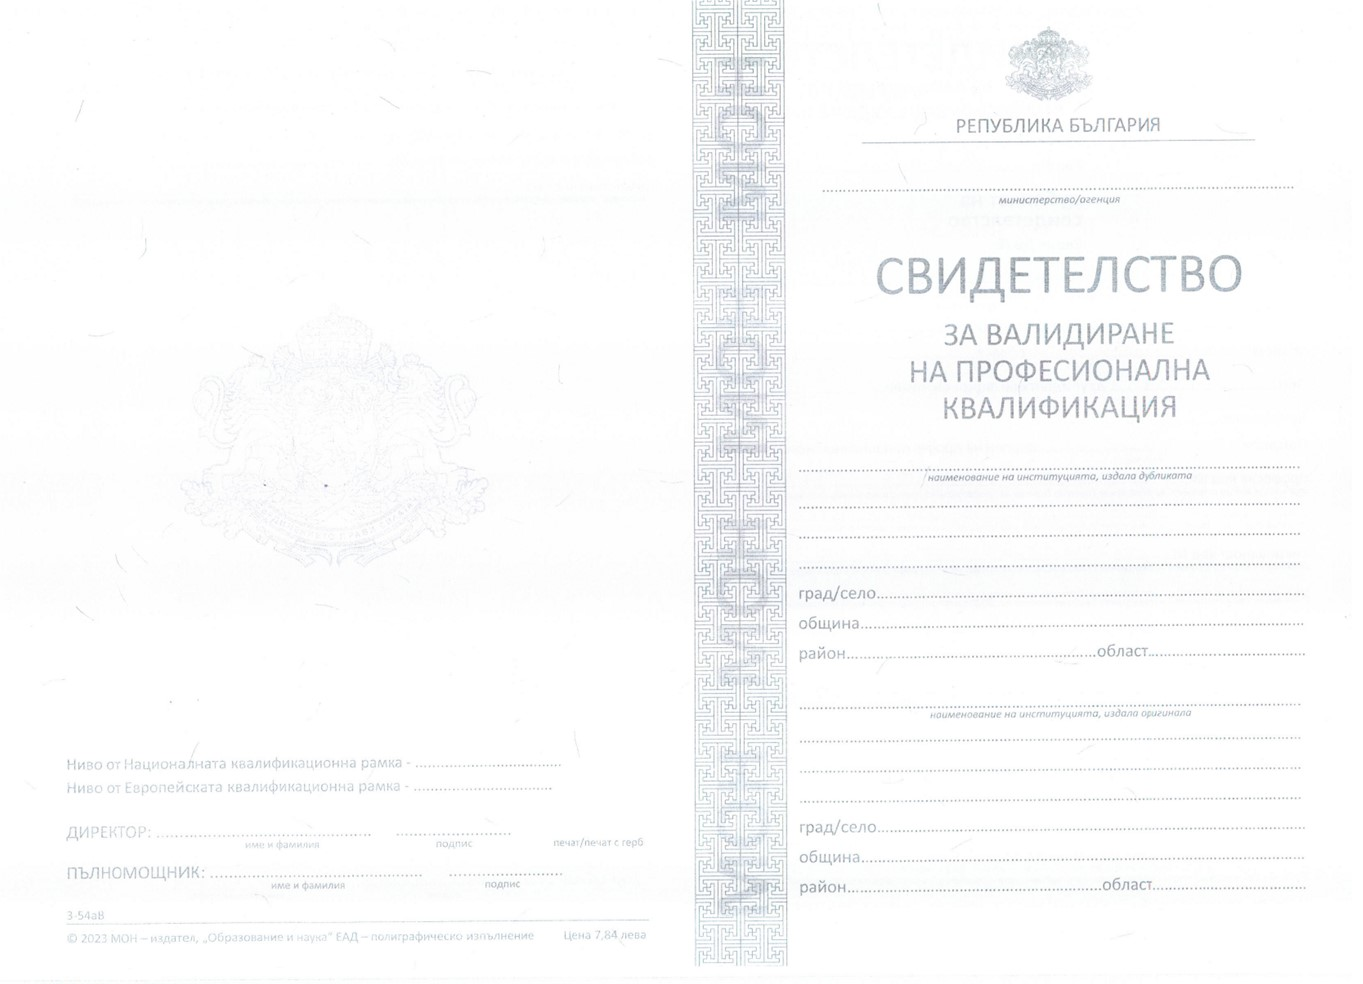 РЕПУБЛИКА БЪЛГАРИЯ
министерство/агенция
СВИДЕТЕЛСТВО
ЗА ВАЛИДИРАНЕ
НА ПРОФЕСИОНАЛНА
КВАЛИФИКАЦИЯ
наименование на институцията, издала дубликата
град/село
община
район область
наименование на институцията, издала оригинала
град/село
община
район област
Ниво от Националната квалификационна рамка -
Ниво от Европейската квалификационна рамка -
ДИРЕКТОР:
име и фамилия подпис печат/печат с герб
ПЪЛНОМОЩНИК:
име и фамилия подпис
3-54аВ
© 2023 МОН – издател, „Образование и наука" ЕАД – полиграфическо изпълнение Цена 7,84 лева